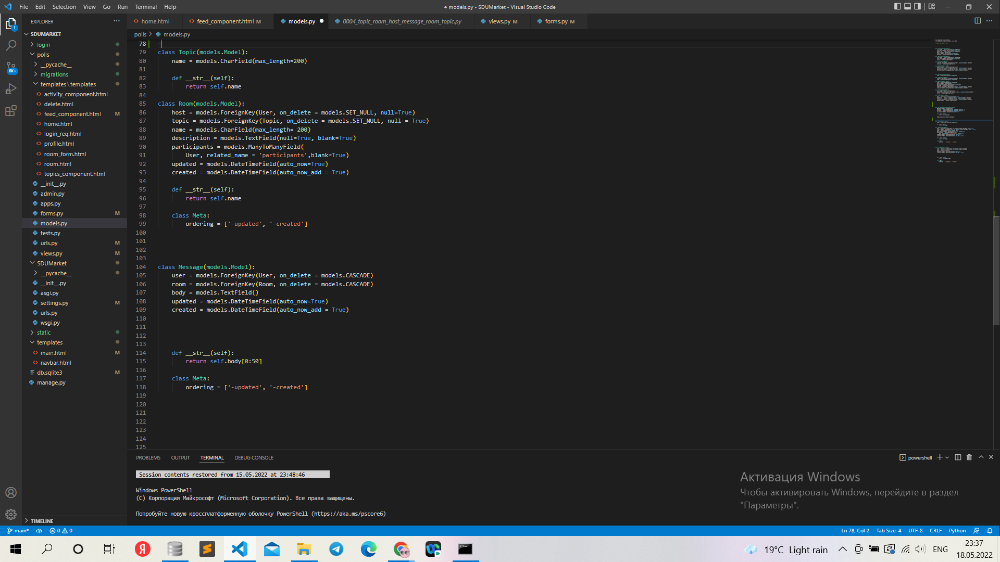 File Edit Selection View Go Run Terminal Help
● models.py - SDUMarket - Visual Studio Code
EXPLORER
home.html
feed_component.html M
models.py
0004_topic_room_host_message_room_topic.py
views.py M
forms.py M
polls > models.py
SDUMARKET
login
polls
__pycache__
migrations
templates \ templates
activity_component.html
delete.html
feed_component.html M
home.html
login_req.html
profile.html
room_form.html
room.html
topics_component.html
__init__.py
admin.py
apps.py
forms.py M
models.py
tests.py
urls.py M
views.py M
SDUMarket
__pycache__
__init__.py
asgi.py
settings.py M
urls.py
wsgi.py
static
templates
main.html M
navbar.html
db.sqlite3 M
manage.py
TIMELINE
78 -
79 class Topic(models.Model):
80     name = models.CharField(max_length=200)
81
82     def __str__(self):
83         return self.name
84
85 class Room(models.Model):
86     host = models.ForeignKey(User, on_delete = models.SET_NULL, null=True)
87     topic = models.ForeignKey(Topic, on_delete = models.SET_NULL, null = True)
88     name = models.CharField(max_length= 200)
89     description = models.TextField(null=True, blank=True)
90     participants = models.ManyToManyField(
91         User, related_name = 'participants',blank=True)
92     updated = models.DateTimeField(auto_now=True)
93     created = models.DateTimeField(auto_now_add = True)
94
95     def __str__(self):
96         return self.name
97
98     class Meta:
99         ordering = ['-updated', '-created']
100
101
102
103
104 class Message(models.Model):
105     user = models.ForeignKey(User, on_delete = models.CASCADE)
106     room = models.ForeignKey(Room, on_delete = models.CASCADE)
107     body = models.TextField()
108     updated = models.DateTimeField(auto_now=True)
109     created = models.DateTimeField(auto_now_add = True)
110
111
112
113
114     def __str__(self):
115         return self.body[0:50]
116
117     class Meta:
118         ordering = ['-updated', '-created']
119
120
121
122
123
124
125
PROBLEMS OUTPUT TERMINAL DEBUG CONSOLE
powershell
Session contents restored from 15.05.2022 at 23:48:46
Windows PowerShell
(C) Корпорация Майкрософт (Microsoft Corporation). Все права защищены.
Попробуйте новую кроссплатформенную оболочку PowerShell (https://aka.ms/pscore6)
Активация Windows
Чтобы активировать Windows, перейдите в раздел
"Параметры".
1
6K+
main* 0 0
Ln 78, Col 2 Tab Size: 4 UTF-8 CRLF Python
Я
19°C Light rain
ENG
23:37
18.05.2022